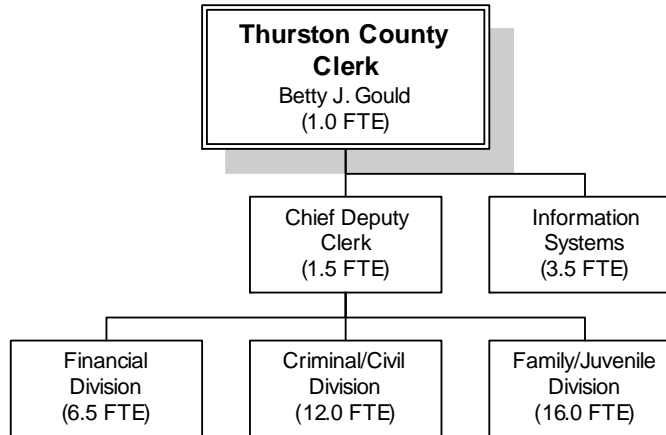 Thurston County
Clerk
Betty J. Gould
(1.0 FTE)
Chief Deputy
Clerk
(1.5 FTE)
Information
Systems
(3.5 FTE)
Financial
Division
(6.5 FTE)
Criminal/Civil
Division
(12.0 FTE)
Family/Juvenile
Division
(16.0 FTE)